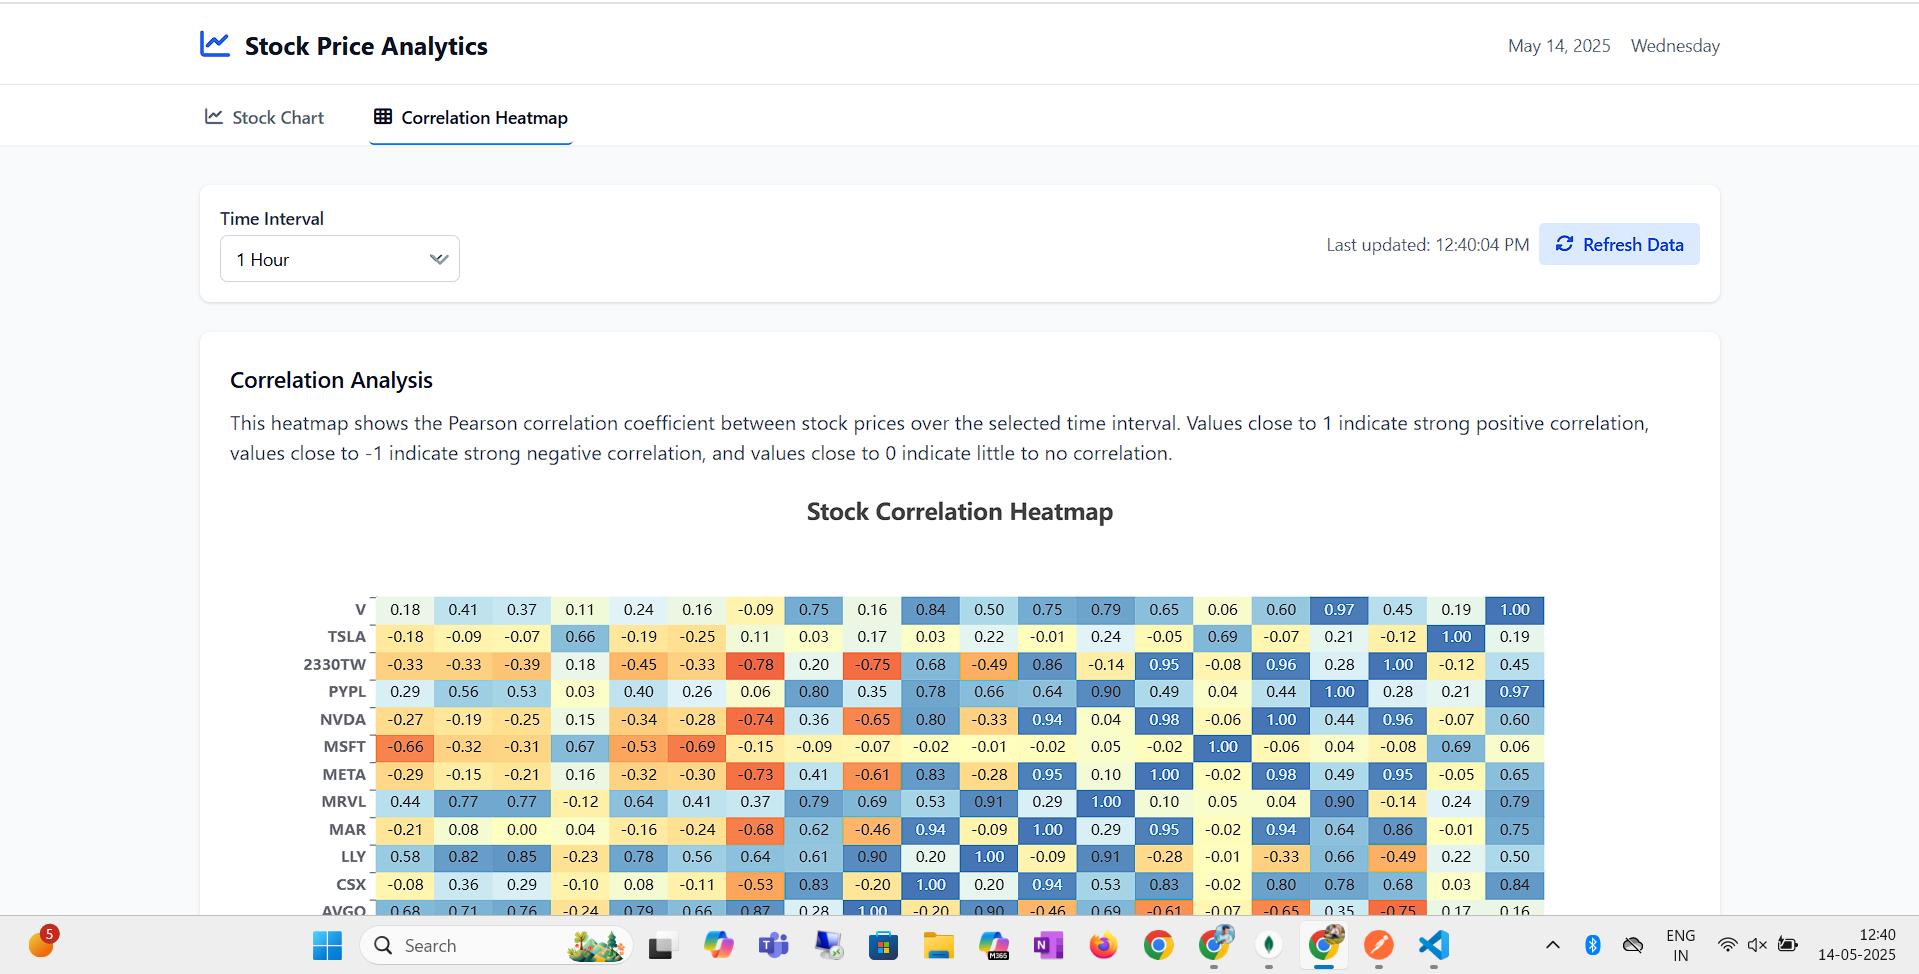 Stock Price Analytics
May 14, 2025 Wednesday
Stock Chart
Correlation Heatmap
Time Interval
1 Hour
Last updated: 12:40:04 PM
Refresh Data
Correlation Analysis
This heatmap shows the Pearson correlation coefficient between stock prices over the selected time interval. Values close to 1 indicate strong positive correlation,
values close to -1 indicate strong negative correlation, and values close to 0 indicate little to no correlation.
Stock Correlation Heatmap
V 0.18 0.41 0.37 0.11 0.24 0.16 -0.09 0.75 0.16 0.84 0.50 0.75 0.79 0.65 0.06 0.60 0.97 0.45 0.19 1.00
TSLA -0.18 -0.09 -0.07 0.66 -0.19 -0.25 0.11 0.03 0.17 0.03 0.22 -0.01 0.24 -0.05 0.69 -0.07 0.21 -0.12 1.00 0.19
2330TW -0.33 -0.33 -0.39 0.18 -0.45 -0.33 -0.78 0.20 -0.75 0.68 -0.49 0.86 -0.14 0.95 -0.08 0.96 0.28 1.00 -0.12 0.45
PYPL 0.29 0.56 0.53 0.03 0.40 0.26 0.06 0.80 0.35 0.78 0.66 0.64 0.90 0.49 0.04 0.44 1.00 0.28 0.21 0.97
NVDA -0.27 -0.19 -0.25 0.15 -0.34 -0.28 -0.74 0.36 -0.65 0.80 -0.33 0.94 0.04 0.98 -0.06 1.00 0.44 0.96 -0.07 0.60
MSFT -0.66 -0.32 -0.31 0.67 -0.53 -0.69 -0.15 -0.09 -0.07 -0.02 -0.01 -0.02 0.05 -0.02 1.00 -0.06 0.04 -0.08 0.69 0.06
META -0.29 -0.15 -0.21 0.16 -0.32 -0.30 -0.73 0.41 -0.61 0.83 -0.28 0.95 0.10 1.00 -0.02 0.98 0.49 0.95 -0.05 0.65
MRVL 0.44 0.77 0.77 -0.12 0.64 0.41 0.37 0.79 0.69 0.53 0.91 0.29 1.00 0.10 0.05 0.04 0.90 -0.14 0.24 0.79
MAR -0.21 0.08 0.00 0.04 -0.16 -0.24 -0.68 0.62 -0.46 0.94 -0.09 1.00 0.29 0.95 -0.02 0.94 0.64 0.86 -0.01 0.75
LLY 0.58 0.82 0.85 -0.23 0.78 0.56 0.64 0.61 0.90 0.20 1.00 -0.09 0.91 -0.28 -0.01 -0.33 0.66 -0.49 0.22 0.50
CSX -0.08 0.36 0.29 -0.10 0.08 -0.11 -0.53 0.83 -0.20 1.00 0.20 0.94 0.53 0.83 -0.02 0.80 0.78 0.68 0.03 0.84
AVGO 0.68 0.71 0.76 -0.24 0.79 0.66 0.87 0.28 1.00 -0.20 0.90 -0.46 0.69 -0.61 -0.07 -0.65 0.35 -0.75 0.17 0.16
5
Search
M365
ENG
IN
12:40
14-05-2025